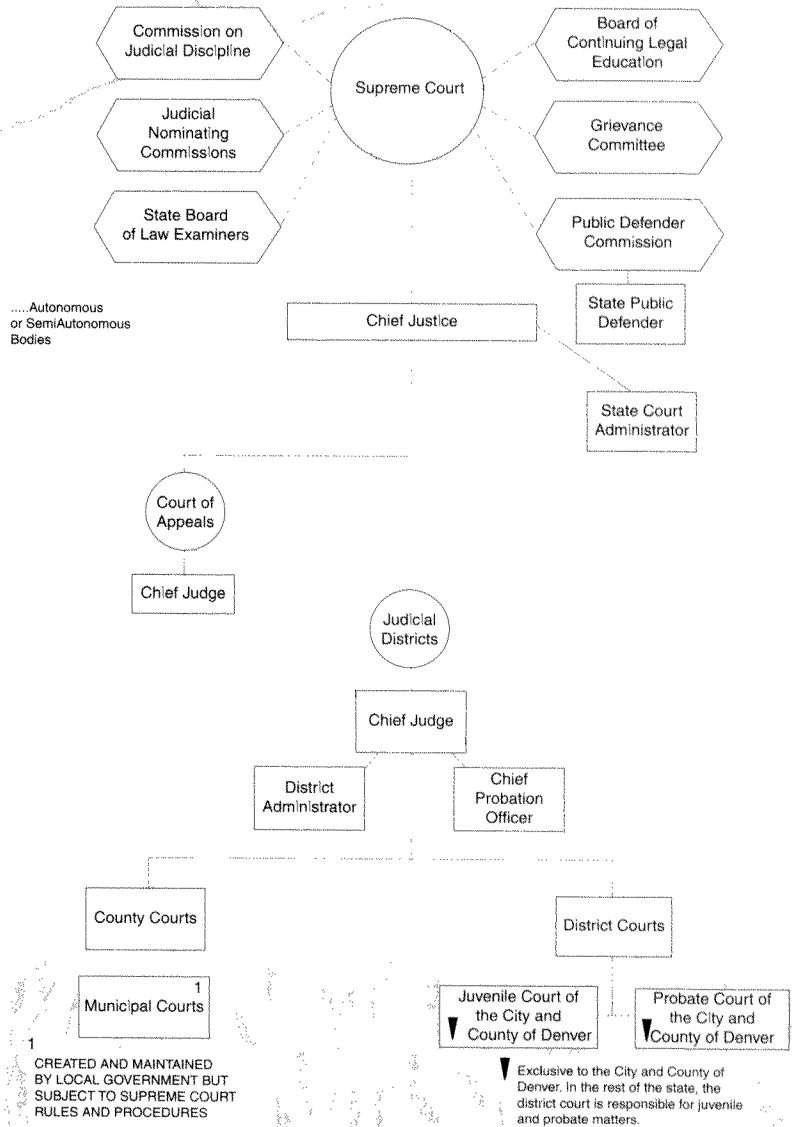 Commission on
Judicial Discipline
Supreme Court
Board of
Continuing Legal
Education
Judicial
Nominating
Commissions
Grievance
Committee
State Board
of Law Examiners
Public Defender
Commission
.....Autonomous
or SemiAutonomous
Bodies
Chief Justice
State Public
Defender
State Court
Administrator
Court of
Appeals
Chief Judge
Judicial
Districts
Chief Judge
District
Administrator
Chief
Probation
Officer
County Courts
District Courts
1
Municipal Courts
Juvenile Court of
the City and
County of Denver
Probate Court of
the City and
County of Denver
1
CREATED AND MAINTAINED
BY LOCAL GOVERNMENT BUT
SUBJECT TO SUPREME COURT
RULES AND PROCEDURES
Exclusive to the City and County of
Denver. In the rest of the state, the
district court is responsible for juvenile
and probate matters.